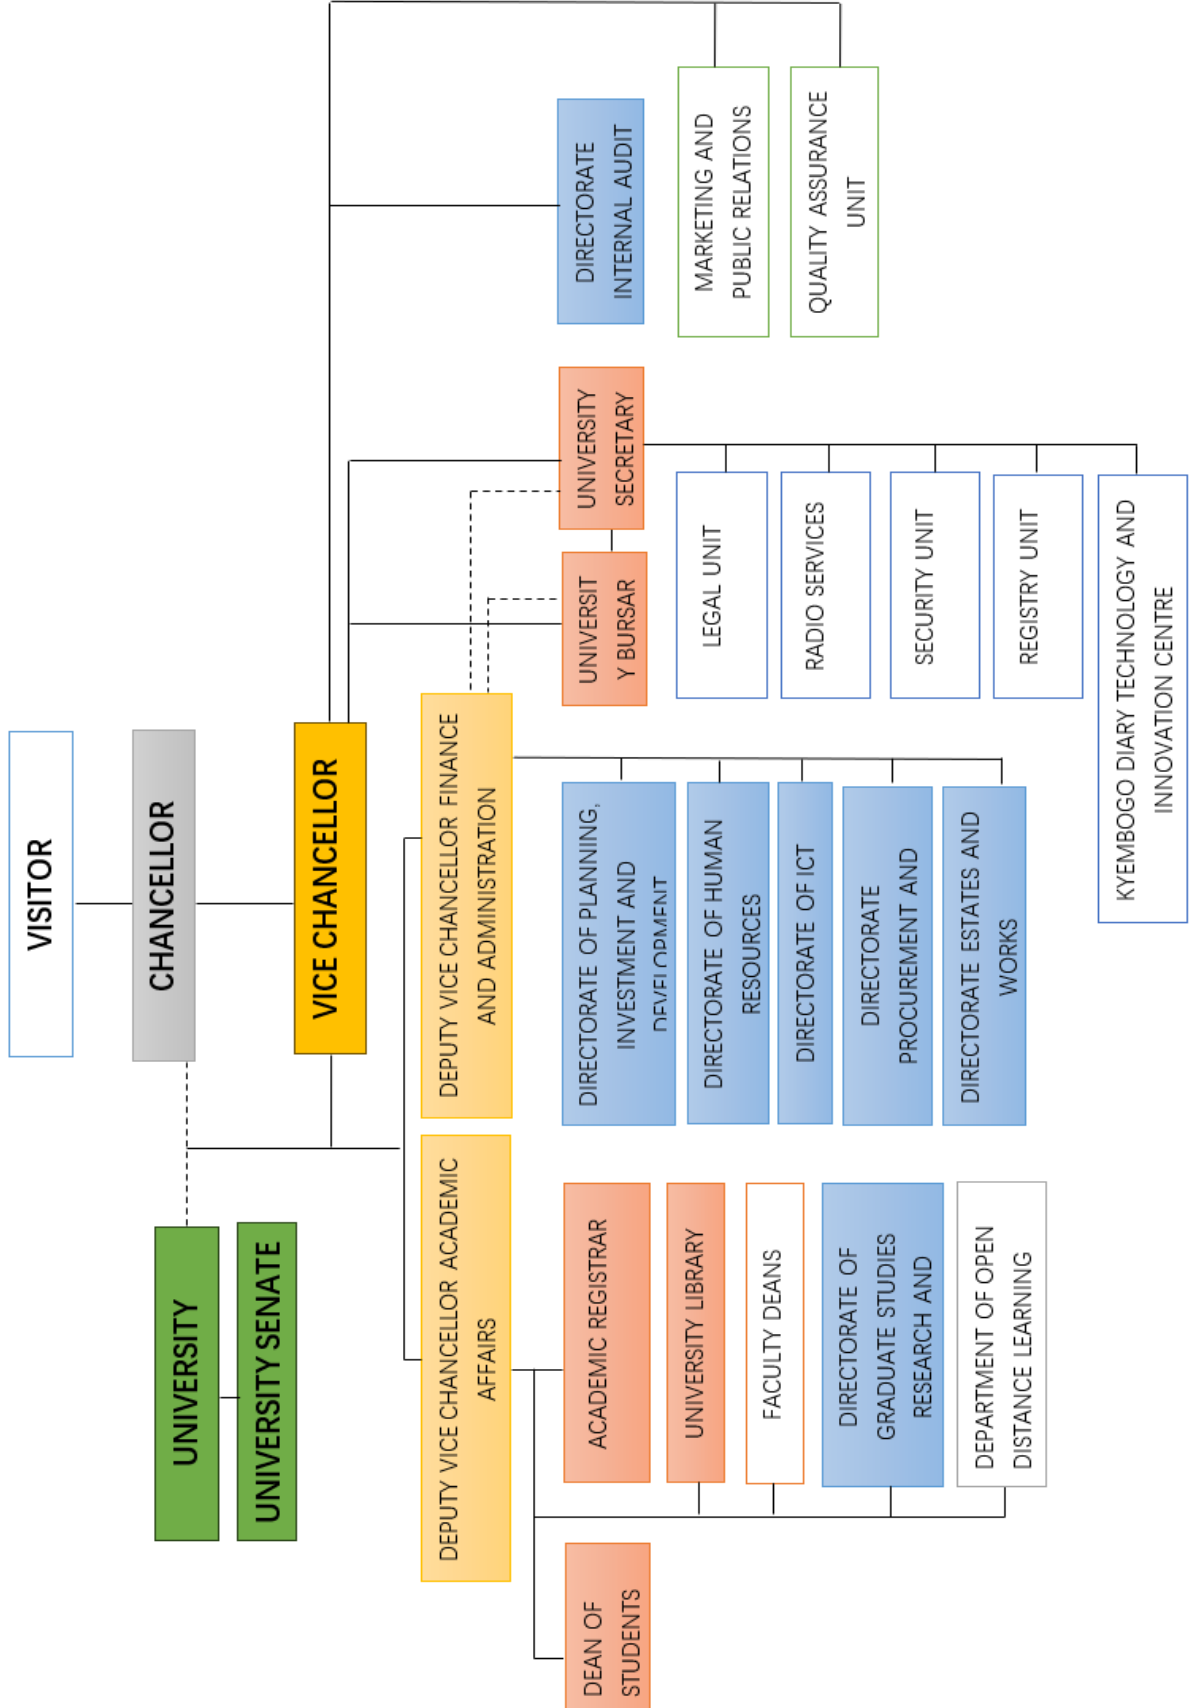 VISITOR
CHANCELLOR
UNIVERSITY
UNIVERSITY SENATE
VICE CHANCELLOR
DEPUTY VICE CHANCELLOR ACADEMIC
AFFAIRS
DEPUTY VICE CHANCELLOR FINANCE
AND ADMINISTRATION
DEAN OF
STUDENTS
ACADEMIC REGISTRAR
UNIVERSITY LIBRARY
FACULTY DEANS
DIRECTORATE OF
GRADUATE STUDIES
RESEARCH AND
DEPARTMENT OF OPEN
DISTANCE LEARNING
DIRECTORATE OF PLANNING,
INVESTMENT AND
DEVELOPMENT
DIRECTORATE OF HUMAN
RESOURCES
DIRECTORATE OF ICT
DIRECTORATE
PROCUREMENT AND
DIRECTORATE ESTATES AND
WORKS
UNIVERSIT
Y BURSAR
UNIVERSITY
SECRETARY
LEGAL UNIT
RADIO SERVICES
SECURITY UNIT
REGISTRY UNIT
KYEMBOGO DIARY TECHNOLOGY AND
INNOVATION CENTRE
DIRECTORATE
INTERNAL AUDIT
MARKETING AND
PUBLIC RELATIONS
QUALITY ASSURANCE
UNIT